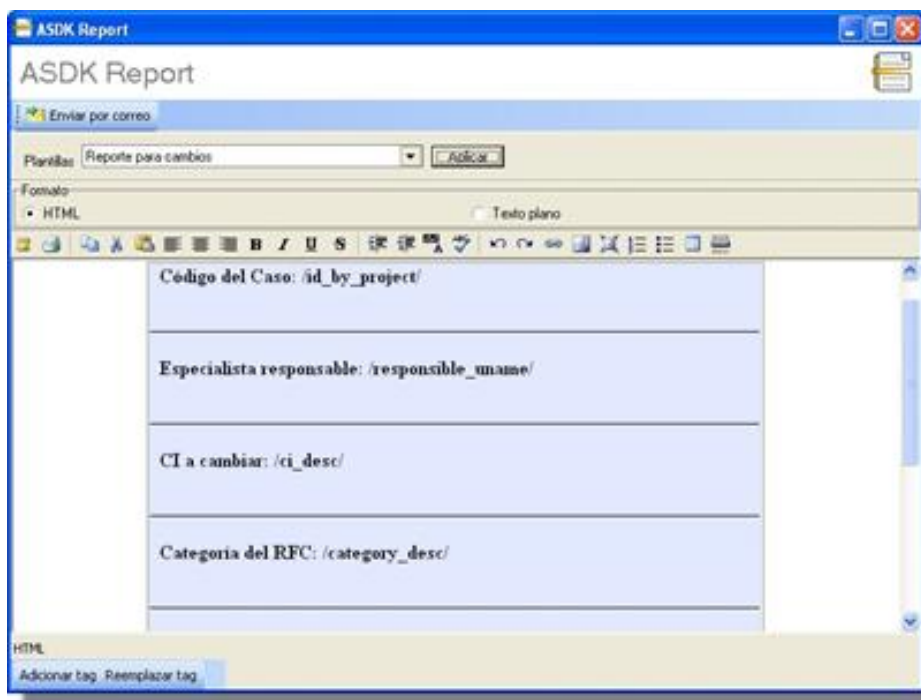 ASDK Report
ASDK Report
Enviar por correo
Plantillas Reporte para cambios Aplicar
Formato
HTML Texto plano
B I U S
Código del Caso: /id_by_project/
Especialista responsable: /responsible_uname/
CI a cambiar: /ci_desc/
Categoría del RFC: /category_desc/
HTML
Adicionar tag Reemplazar tag